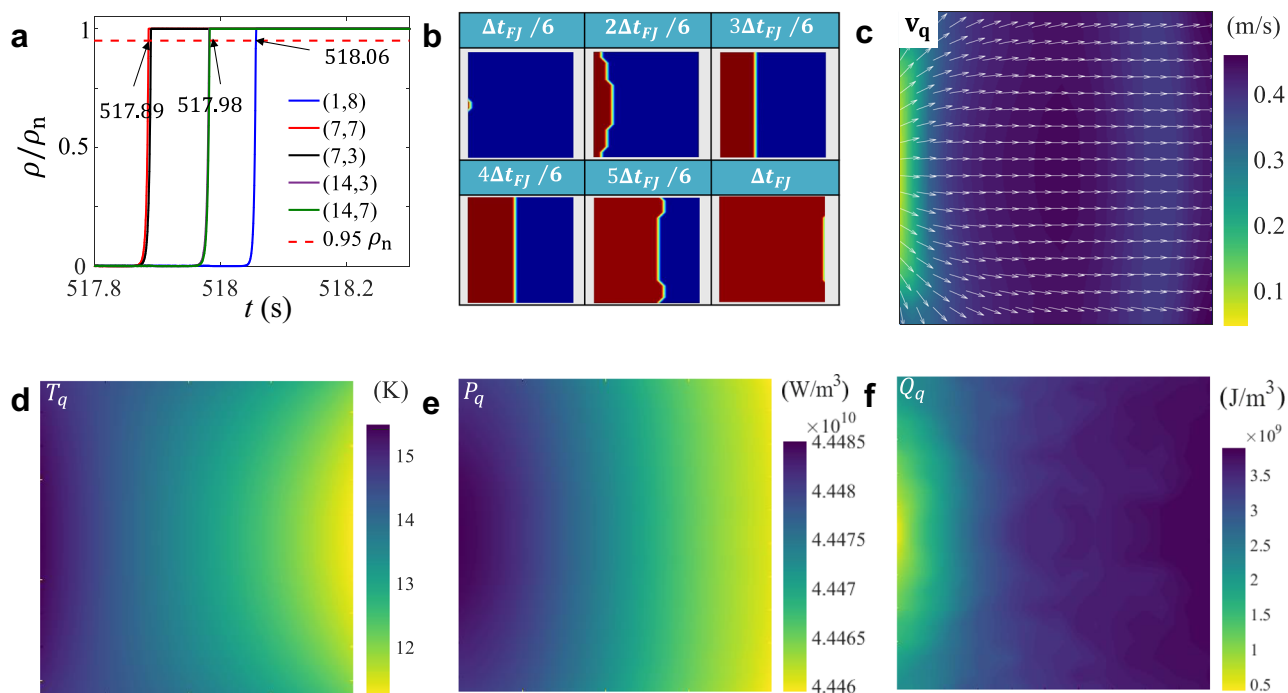 a
1
0.5
0
ρ/ρn
517.8
518
518.2
t (s)
517.89
517.98
518.06
(1,8)
(7,7)
(7,3)
(14,3)
(14,7)
0.95 ρn
b
ΔtFJ /6
2ΔtFJ /6
3ΔtFJ /6
4ΔtFJ /6
5ΔtFJ /6
ΔtFJ
c
vq
(m/s)
0.4
0.3
0.2
0.1
d
Tq
(K)
15
14
13
12
e
Pq
(W/m³)
×10¹⁰
4.4485
4.448
4.4475
4.447
4.4465
4.446
f
Qq
(J/m³)
×10⁹
3.5
3
2.5
2
1.5
1
0.5